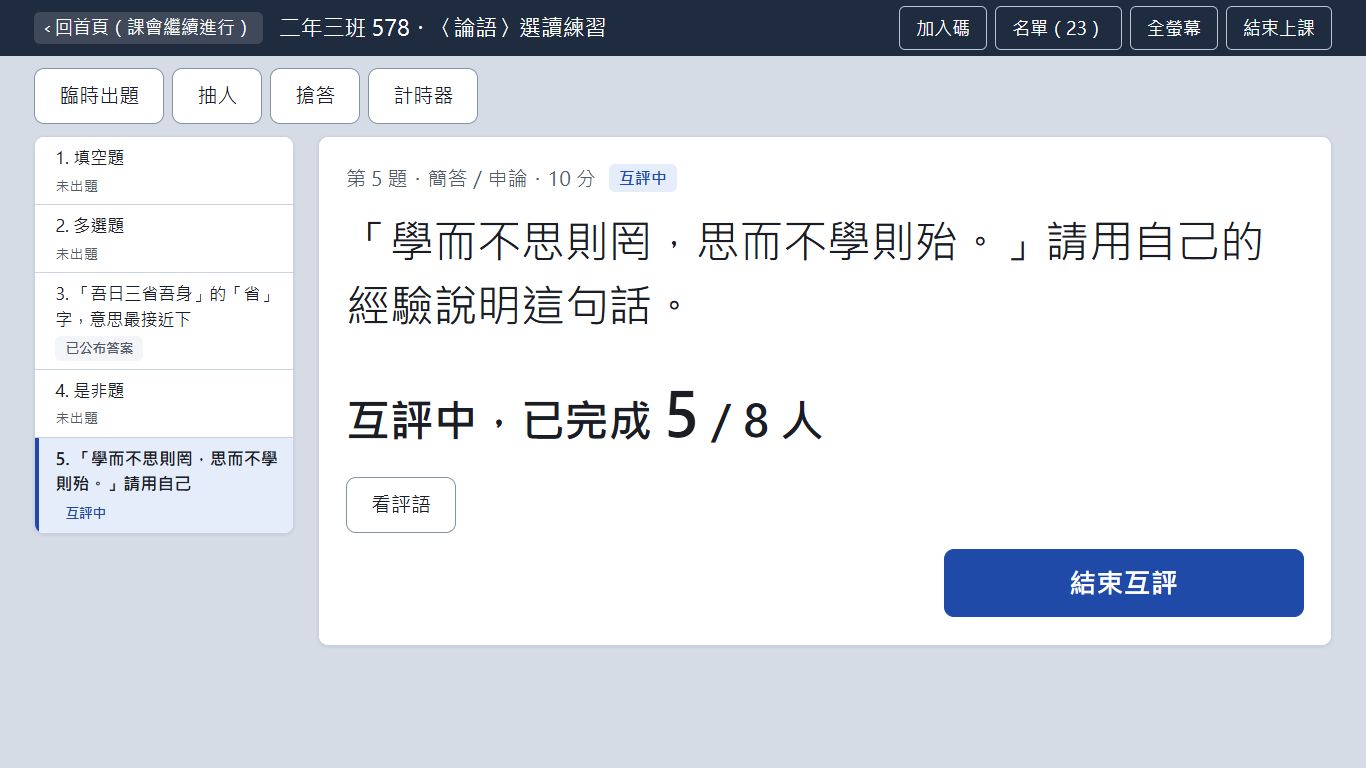 ‹ 回首頁（課會繼續進行）
二年三班 578·〈論語〉選讀練習
加入碼
名單（23）
全螢幕
結束上課
臨時出題
抽人
搶答
計時器
1. 填空題
未出題
2. 多選題
未出題
3.「吾日三省吾身」的「省」
字，意思最接近下
已公布答案
4. 是非題
未出題
5.「學而不思則罔，思而不學
則殆。」請用自己
互評中
第 5 題 · 簡答 / 申論 · 10 分
互評中
「學而不思則罔，思而不學則殆。」請用自己的
經驗說明這句話。
互評中，已完成 5 / 8 人
看評語
結束互評